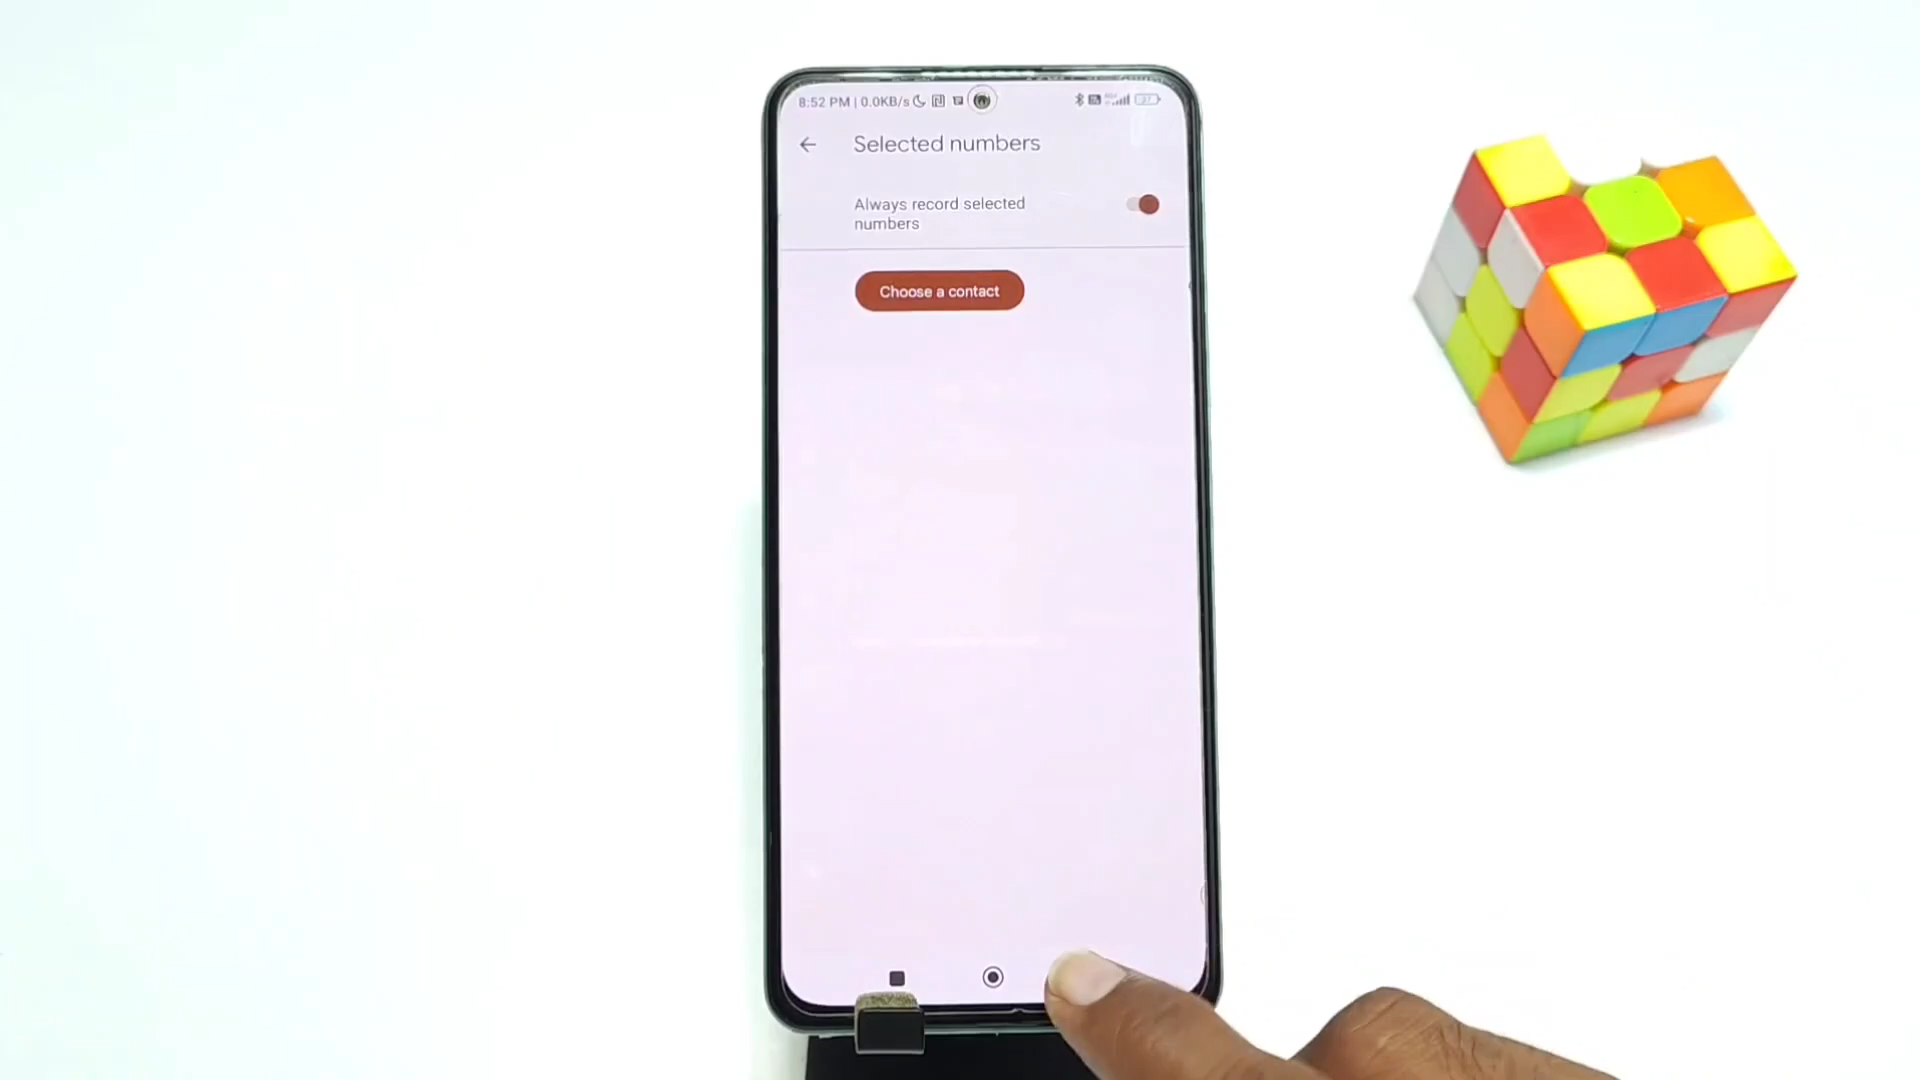 8:52 PM | 0.0KB/s
Selected numbers
Always record selected
numbers
Choose a contact